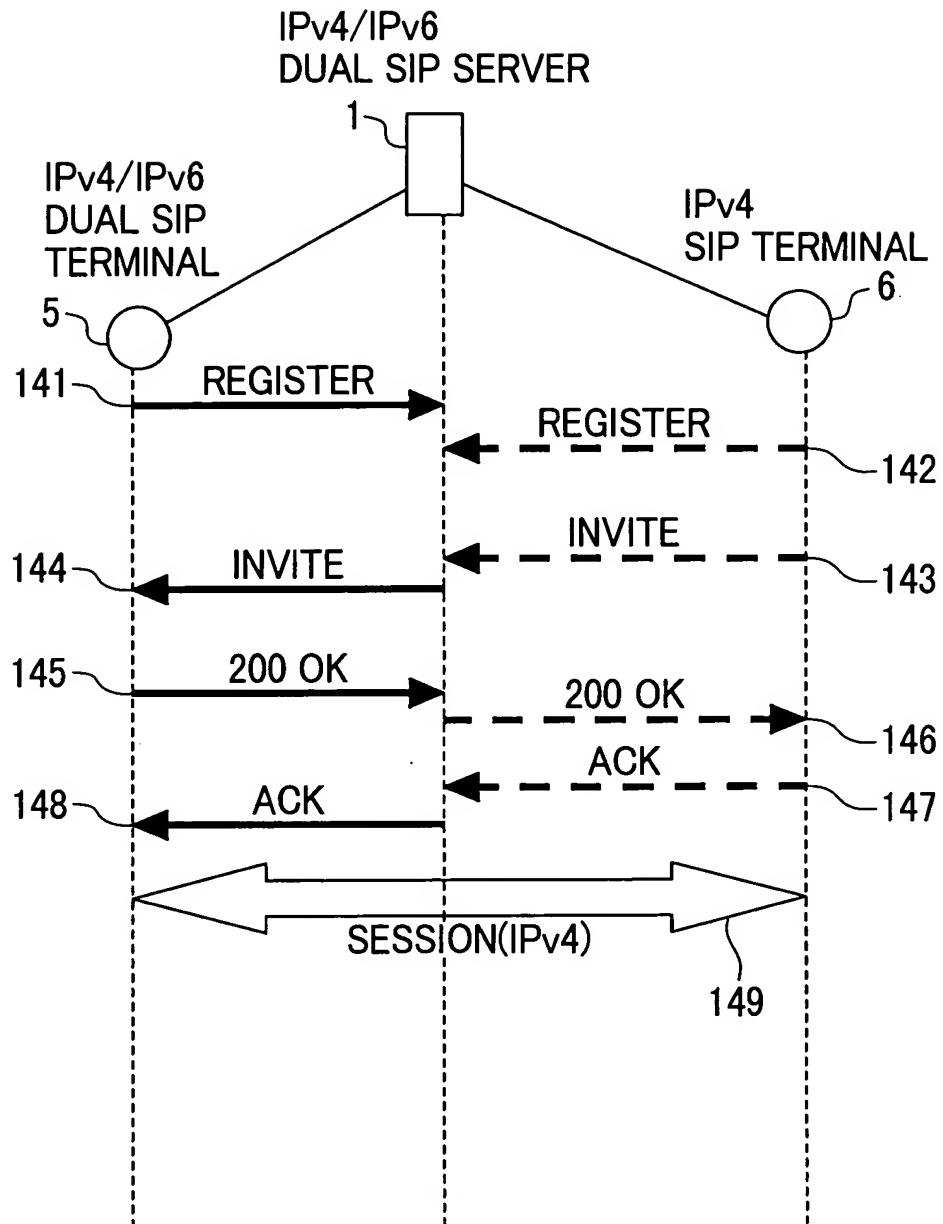 IPv4/IPv6
DUAL SIP SERVER
1
IPv4/IPv6
DUAL SIP
TERMINAL
5
IPv4
SIP TERMINAL
6
141
REGISTER
REGISTER
142
INVITE
143
144
INVITE
145
200 OK
200 OK
146
ACK
147
148
ACK
SESSION(IPv4)
149